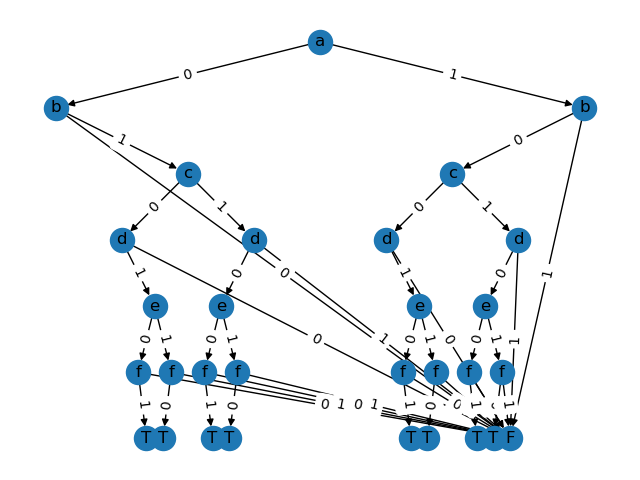 a
0 1
b b
1 0
c c
0 1 0 1
d d d d
1 0 0 1 0 1
e e e e
0 1 0 1 0 1 0 1 0 1
f f f f f f f f
1 0 1 0 0 1 0 1 0 1 0 1
T T T T T T T T F